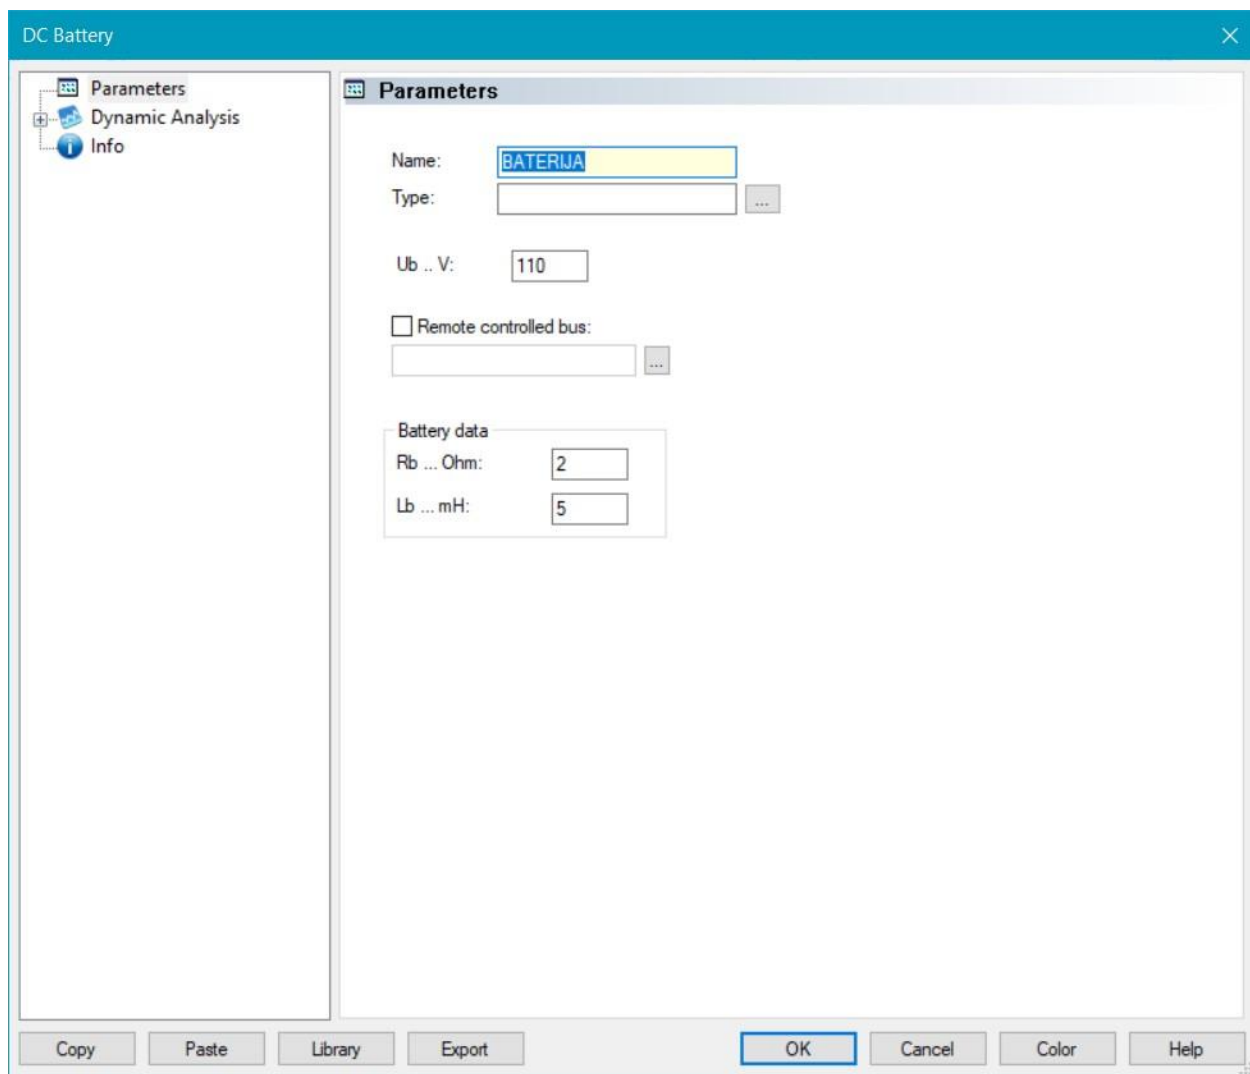 DC Battery
Parameters
Dynamic Analysis
Info
Parameters
Name: BATERIJA
Type: ...
Ub .. V: 110
Remote controlled bus:
...
Battery data
Rb ... Ohm: 2
Lb ... mH: 5
Copy Paste Library Export OK Cancel Color Help